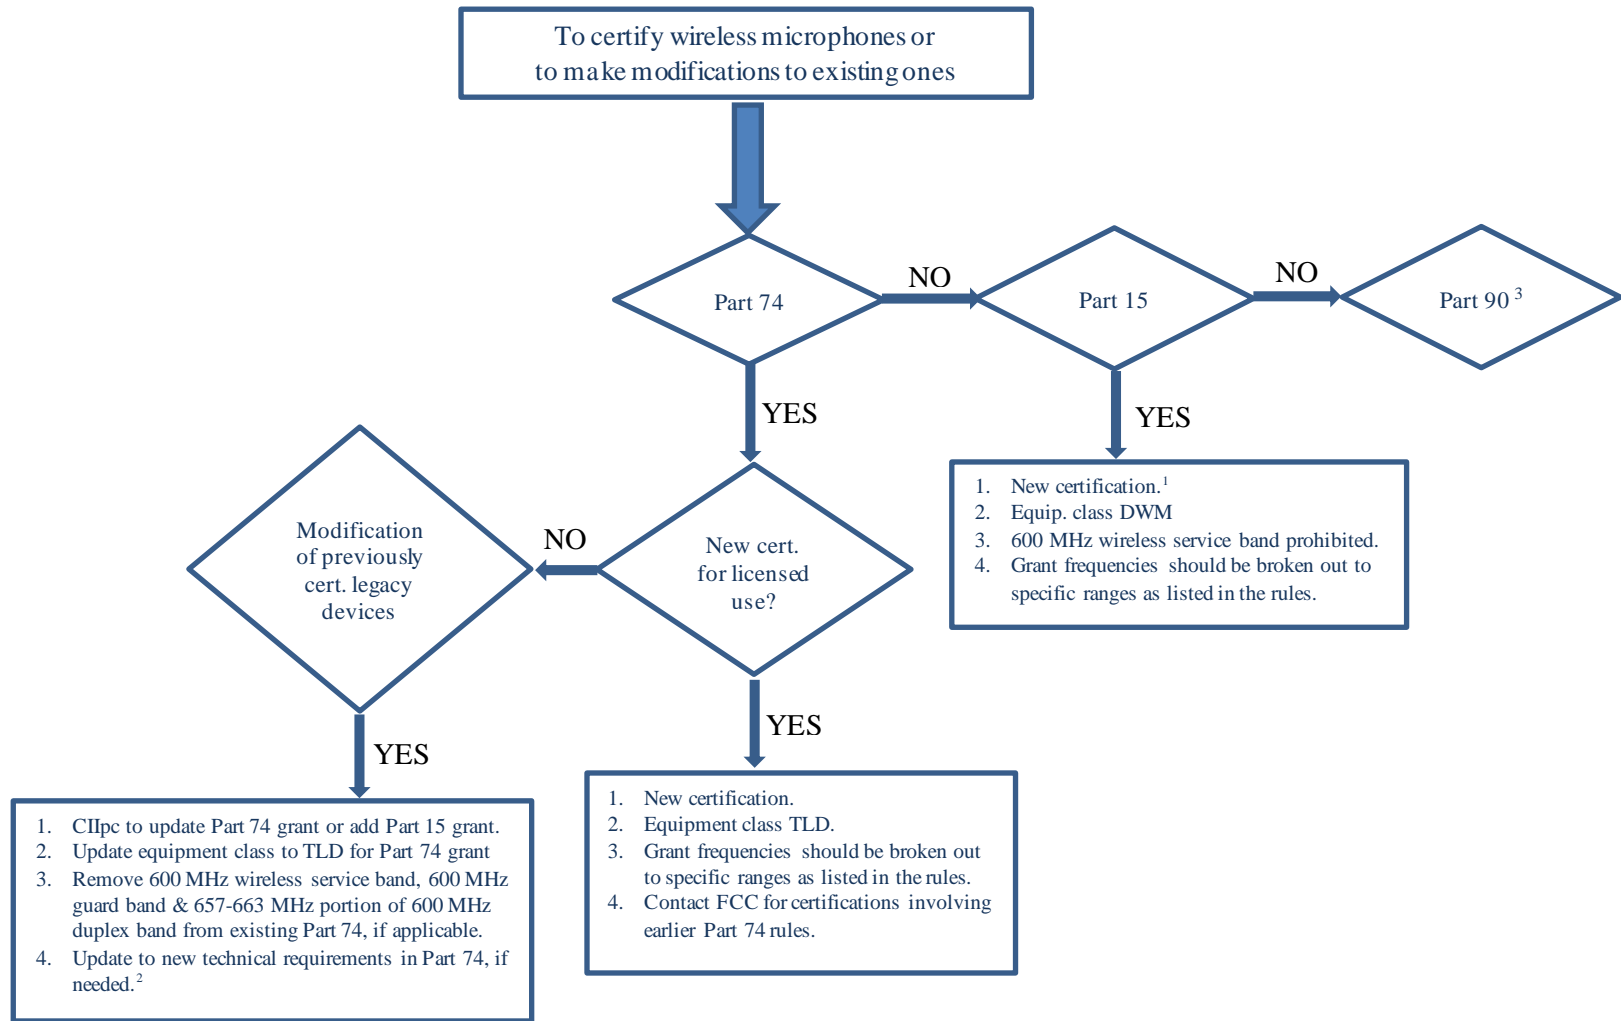 To certify wireless microphones or
to make modifications to existing ones
Part 74
NO
Part 15
NO
Part 90 3
YES
YES
1. New certification.1
2. Equip. class DWM
3. 600 MHz wireless service band prohibited.
4. Grant frequencies should be broken out to
specific ranges as listed in the rules.
Modification
of previously
cert. legacy
devices
NO
New cert.
for licensed
use?
YES
YES
1. CIIpc to update Part 74 grant or add Part 15 grant.
2. Update equipment class to TLD for Part 74 grant
3. Remove 600 MHz wireless service band, 600 MHz
guard band & 657-663 MHz portion of 600 MHz
duplex band from existing Part 74, if applicable.
4. Update to new technical requirements in Part 74, if
needed.2
1. New certification.
2. Equipment class TLD.
3. Grant frequencies should be broken out
to specific ranges as listed in the rules.
4. Contact FCC for certifications involving
earlier Part 74 rules.